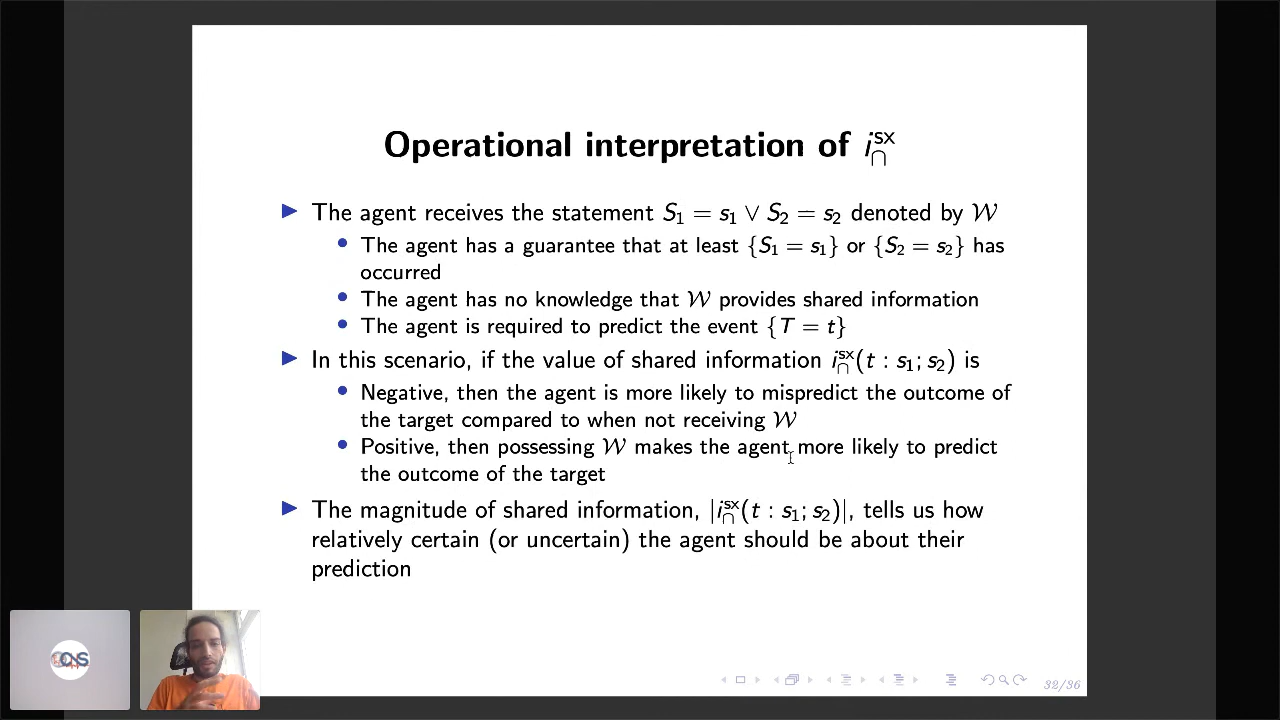 Operational interpretation of i∩^sx
The agent receives the statement S₁ = s₁ ∨ S₂ = s₂ denoted by 𝒲
The agent has a guarantee that at least {S₁ = s₁} or {S₂ = s₂} has
occurred
The agent has no knowledge that 𝒲 provides shared information
The agent is required to predict the event {T = t}
In this scenario, if the value of shared information i∩^sx(t : s₁; s₂) is
Negative, then the agent is more likely to mispredict the outcome of
the target compared to when not receiving 𝒲
Positive, then possessing 𝒲 makes the agent more likely to predict
the outcome of the target
The magnitude of shared information, |i∩^sx(t : s₁; s₂)|, tells us how
relatively certain (or uncertain) the agent should be about their
prediction
32/36